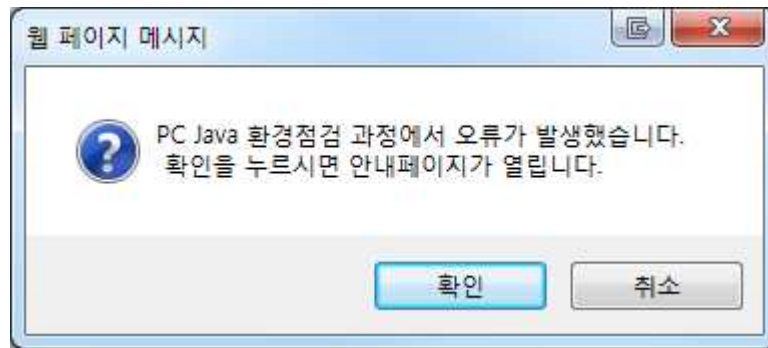 웹 페이지 메시지
PC Java 환경점검 과정에서 오류가 발생했습니다.
확인을 누르시면 안내페이지가 열립니다.
확인
취소